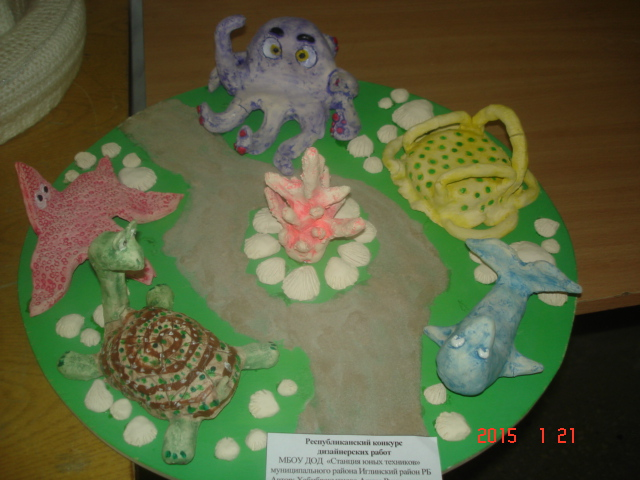 Республиканский конкурс
дизайнерских работ
МБОУ ДОД «Станция юных техников»
муниципального района Иглинский район РБ
2015 1 21